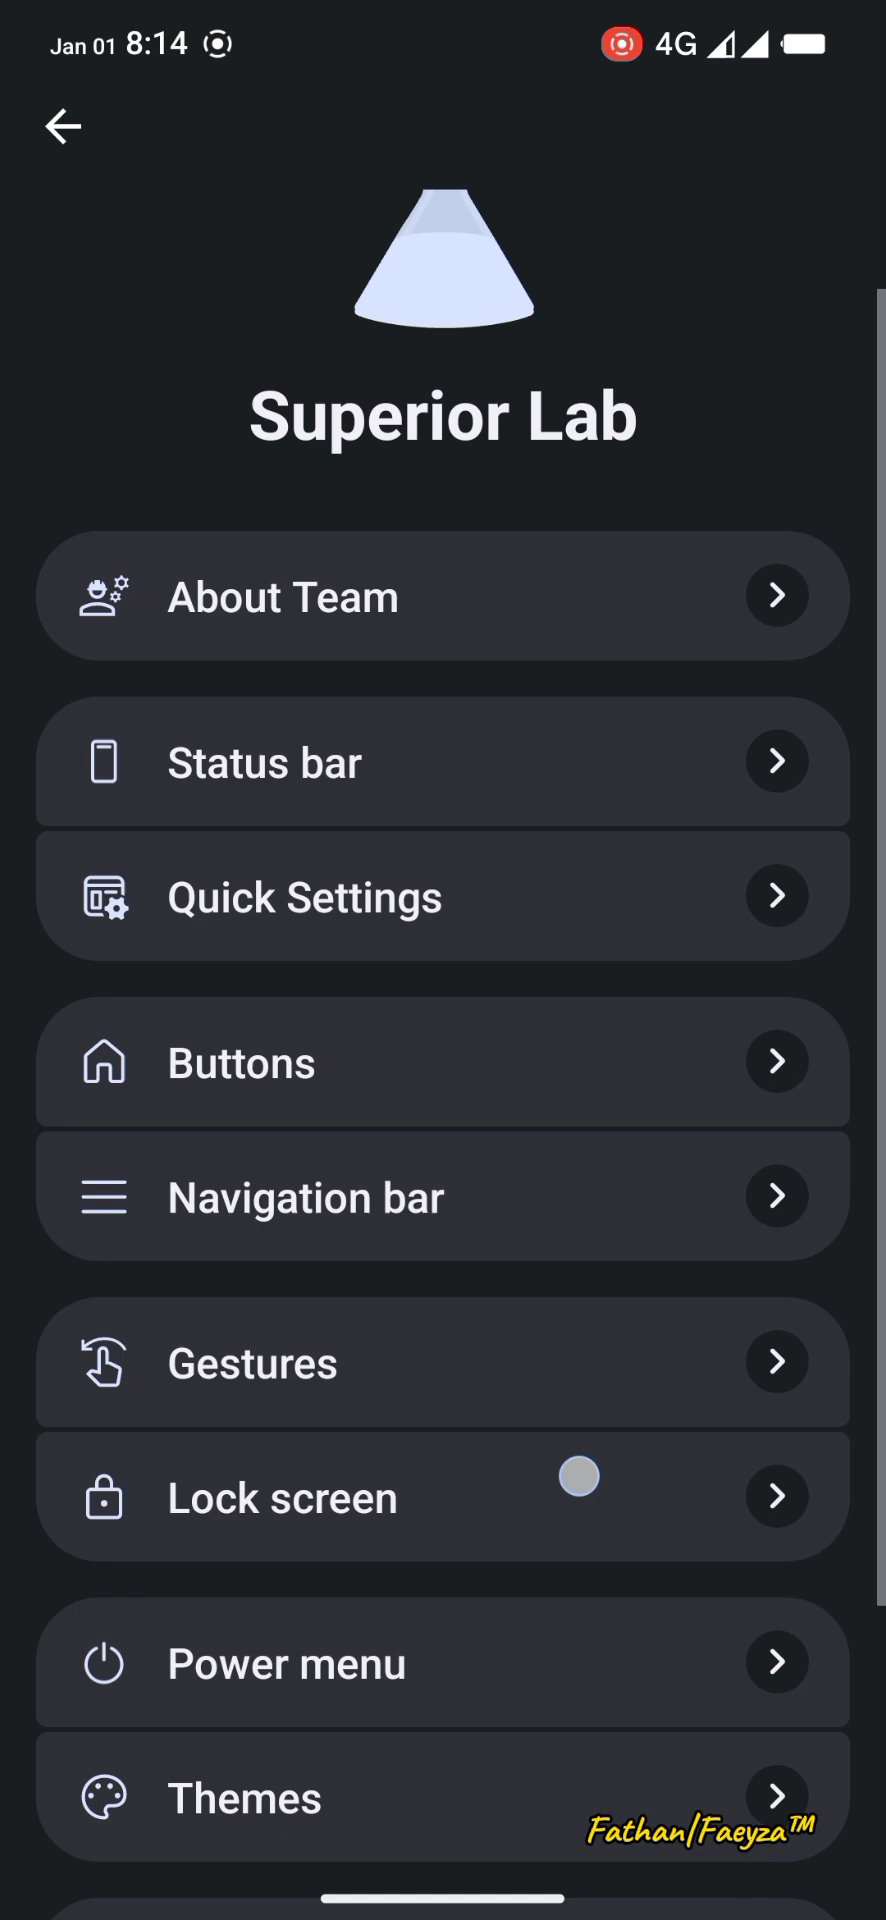 Jan 01 8:14 4G
Superior Lab
About Team
Status bar
Quick Settings
Buttons
Navigation bar
Gestures
Lock screen
Power menu
Themes
Fathan/Faeyza™